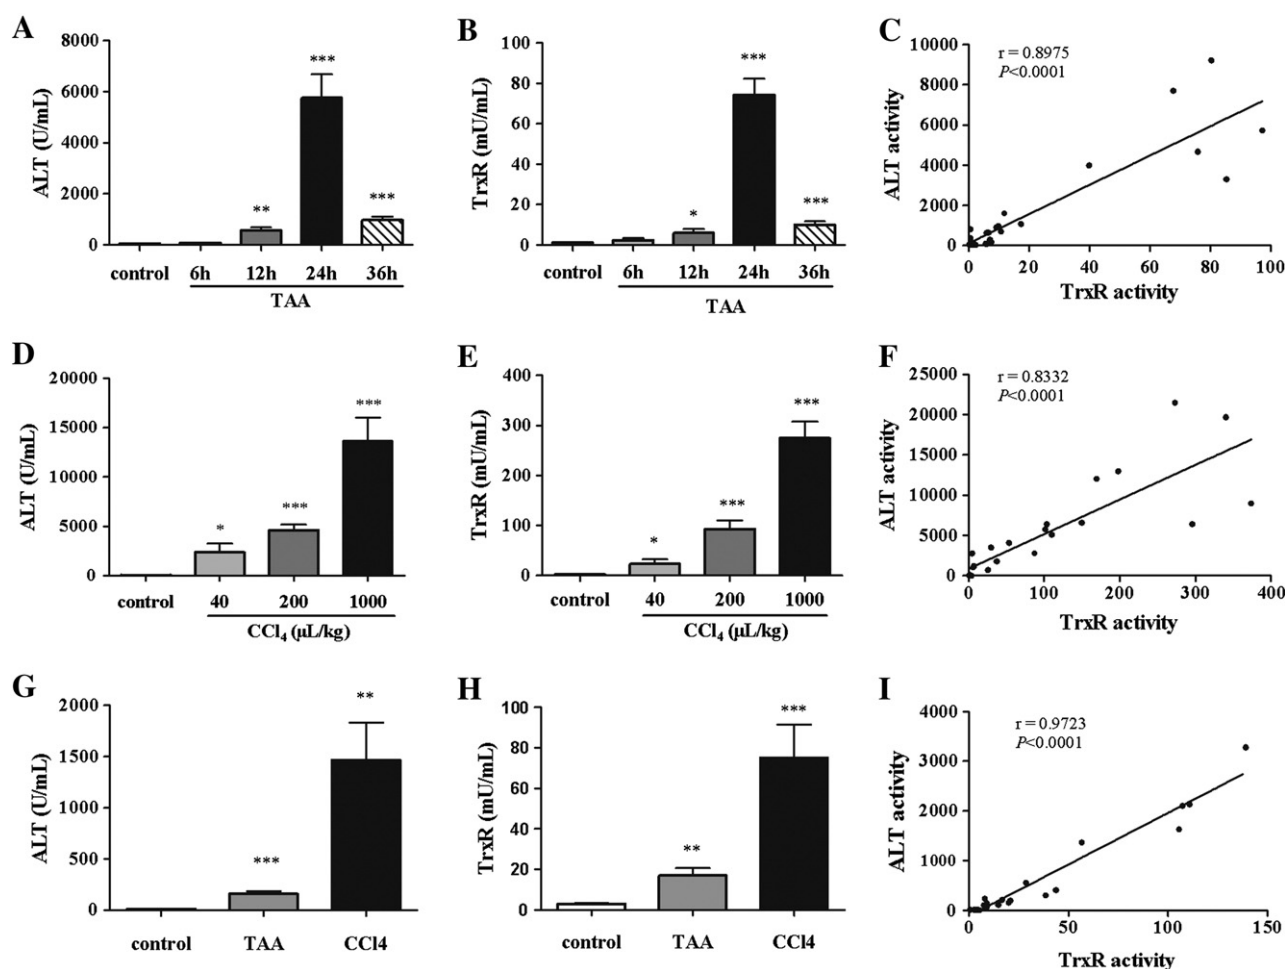 A
ALT (U/mL)
8000
6000
4000
2000
0
**
***
***
control 6h 12h 24h 36h
TAA
B
TrxR (mU/mL)
100
80
60
40
20
0
*
***
***
control 6h 12h 24h 36h
TAA
C
ALT activity
10000
8000
6000
4000
2000
0
r = 0.8975
P<0.0001
0 20 40 60 80 100
TrxR activity
D
ALT (U/mL)
20000
15000
10000
5000
0
*
***
***
control 40 200 1000
CCl4 (µL/kg)
E
TrxR (mU/mL)
400
300
200
100
0
*
***
***
control 40 200 1000
CCl4 (µL/kg)
F
ALT activity
25000
20000
15000
10000
5000
0
r = 0.8332
P<0.0001
0 100 200 300 400
TrxR activity
G
ALT (U/mL)
2000
1500
1000
500
0
***
**
control TAA CCl4
H
TrxR (mU/mL)
100
80
60
40
20
0
**
***
control TAA CCl4
I
ALT activity
4000
3000
2000
1000
0
r = 0.9723
P<0.0001
0 50 100 150
TrxR activity